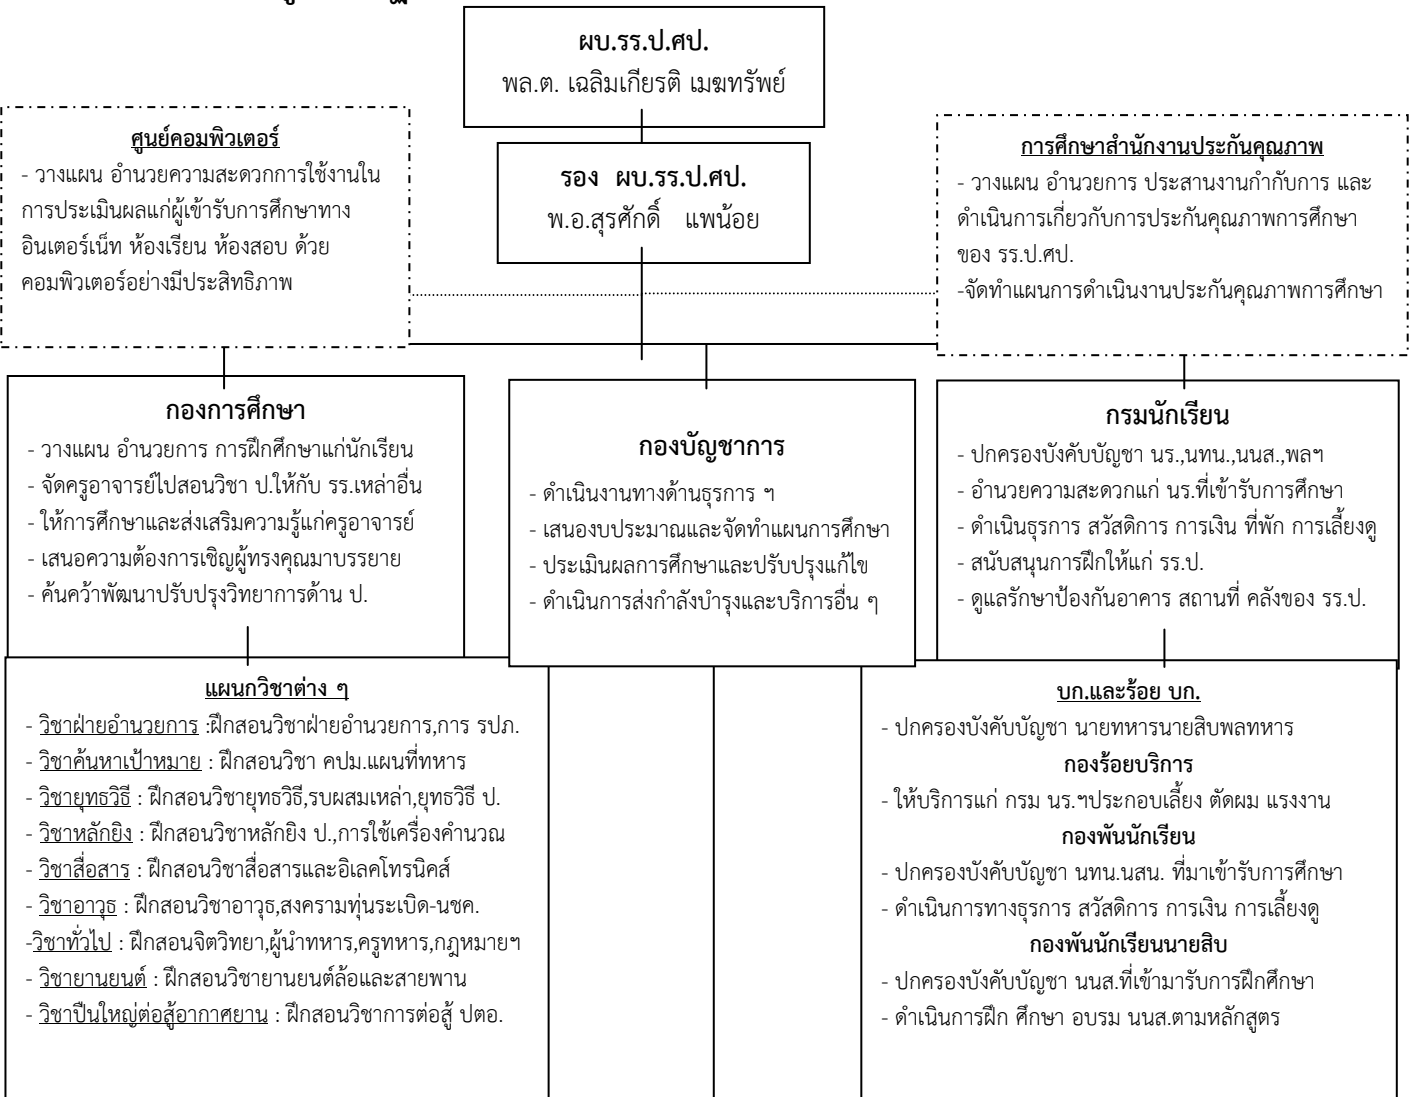 ผบ.รร.ป.ศป.
พล.ต. เฉลิมเกียรติ เมฆทรัพย์
รอง ผบ.รร.ป.ศป.
พ.อ.สุรศักดิ์ แพน้อย
ศูนย์คอมพิวเตอร์
- วางแผน อำนวยความสะดวกการใช้งานใน
การประเมินผลแก่ผู้เข้ารับการศึกษาทาง
อินเตอร์เน็ท ห้องเรียน ห้องสอบ ด้วย
คอมพิวเตอร์อย่างมีประสิทธิภาพ
การศึกษาสำนักงานประกันคุณภาพ
- วางแผน อำนวยการ ประสานงานกำกับการ และ
ดำเนินการเกี่ยวกับการประกันคุณภาพการศึกษา
ของ รร.ป.ศป.
-จัดทำแผนการดำเนินงานประกันคุณภาพการศึกษา
กองการศึกษา
- วางแผน อำนวยการ การฝึกศึกษาแก่นักเรียน
- จัดครูอาจารย์ไปสอนวิชา ป.ให้กับ รร.เหล่าอื่น
- ให้การศึกษาและส่งเสริมความรู้แก่ครูอาจารย์
- เสนอความต้องการเชิญผู้ทรงคุณมาบรรยาย
- ค้นคว้าพัฒนาปรับปรุงวิทยาการด้าน ป.
กองบัญชาการ
- ดำเนินงานทางด้านธุรการ ฯ
- เสนองบประมาณและจัดทำแผนการศึกษา
- ประเมินผลการศึกษาและปรับปรุงแก้ไข
- ดำเนินการส่งกำลังบำรุงและบริการอื่น ๆ
กรมนักเรียน
- ปกครองบังคับบัญชา นร.,นทน.,นนส.,พลฯ
- อำนวยความสะดวกแก่ นร.ที่เข้ารับการศึกษา
- ดำเนินธุรการ สวัสดิการ การเงิน ที่พัก การเลี้ยงดู
- สนับสนุนการฝึกให้แก่ รร.ป.
- ดูแลรักษาป้องกันอาคาร สถานที่ คลังของ รร.ป.
แผนกวิชาต่าง ๆ
- วิชาฝ่ายอำนวยการ :ฝึกสอนวิชาฝ่ายอำนวยการ,การ รปภ.
- วิชาค้นหาเป้าหมาย : ฝึกสอนวิชา คปม.แผนที่ทหาร
- วิชายุทธวิธี : ฝึกสอนวิชายุทธวิธี,รบผสมเหล่า,ยุทธวิธี ป.
- วิชาหลักยิง : ฝึกสอนวิชาหลักยิง ป.,การใช้เครื่องคำนวณ
- วิชาสื่อสาร : ฝึกสอนวิชาสื่อสารและอิเลคโทรนิคส์
- วิชาอาวุธ : ฝึกสอนวิชาอาวุธ,สงครามทุ่นระเบิด-นชค.
-วิชาทั่วไป : ฝึกสอนจิตวิทยา,ผู้นำทหาร,ครูทหาร,กฎหมายฯ
- วิชายานยนต์ : ฝึกสอนวิชายานยนต์ล้อและสายพาน
- วิชาปืนใหญ่ต่อสู้อากาศยาน : ฝึกสอนวิชาการต่อสู้ ปตอ.
บก.และร้อย บก.
- ปกครองบังคับบัญชา นายทหารนายสิบพลทหาร
กองร้อยบริการ
- ให้บริการแก่ กรม นร.ฯประกอบเลี้ยง ตัดผม แรงงาน
กองพันนักเรียน
- ปกครองบังคับบัญชา นทน.นสน. ที่มาเข้ารับการศึกษา
- ดำเนินการทางธุรการ สวัสดิการ การเงิน การเลี้ยงดู
กองพันนักเรียนนายสิบ
- ปกครองบังคับบัญชา นนส.ที่เข้ามารับการฝึกศึกษา
- ดำเนินการฝึก ศึกษา อบรม นนส.ตามหลักสูตร